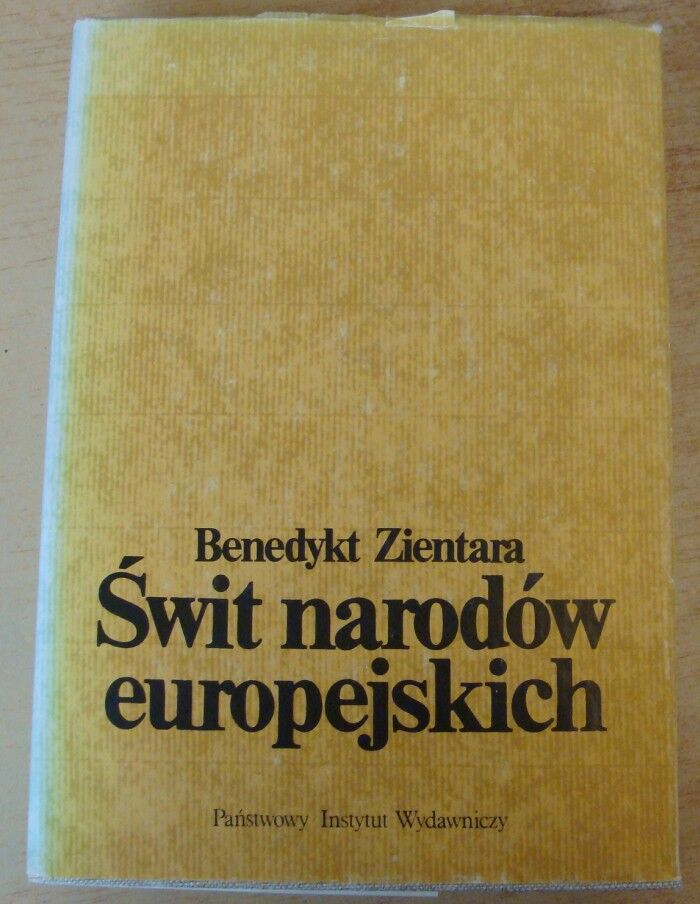 Benedykt Zientara
Świt narodów
europejskich
Państwowy Instytut Wydawniczy